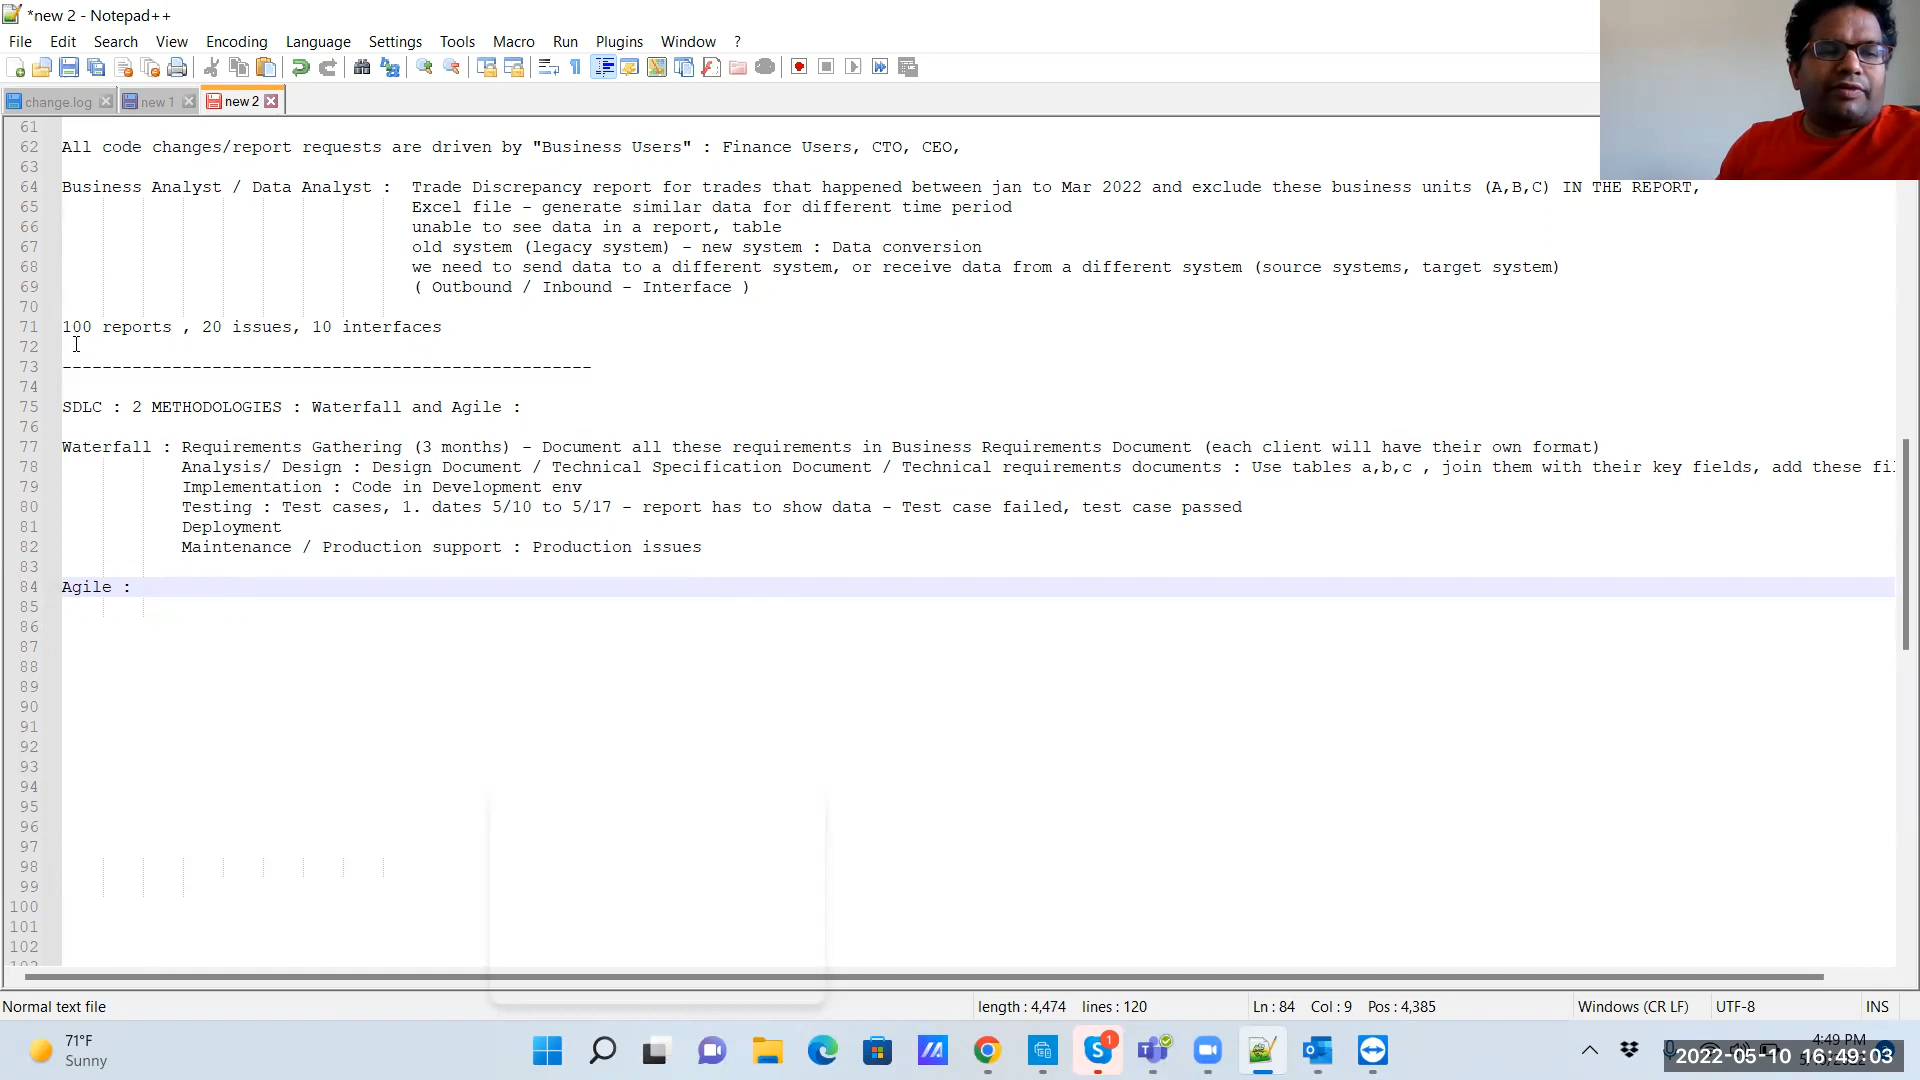 *new 2 - Notepad++
File Edit Search View Encoding Language Settings Tools Macro Run Plugins Window ?
change.log new 1 new 2
61
62 All code changes/report requests are driven by "Business Users" : Finance Users, CTO, CEO,
63
64 Business Analyst / Data Analyst : Trade Discrepancy report for trades that happened between jan to Mar 2022 and exclude these business units (A,B,C) IN THE REPORT,
65 Excel file - generate similar data for different time period
66 unable to see data in a report, table
67 old system (legacy system) - new system : Data conversion
68 we need to send data to a different system, or receive data from a different system (source systems, target system)
69 ( Outbound / Inbound - Interface )
70
71 100 reports , 20 issues, 10 interfaces
72
73 -----------------------------------------------------
74
75 SDLC : 2 METHODOLOGIES : Waterfall and Agile :
76
77 Waterfall : Requirements Gathering (3 months) - Document all these requirements in Business Requirements Document (each client will have their own format)
78 Analysis/ Design : Design Document / Technical Specification Document / Technical requirements documents : Use tables a,b,c , join them with their key fields, add these fi
79 Implementation : Code in Development env
80 Testing : Test cases, 1. dates 5/10 to 5/17 - report has to show data - Test case failed, test case passed
81 Deployment
82 Maintenance / Production support : Production issues
83
84 Agile :
85
86
87
88
89
90
91
92
93
94
95
96
97
98
99
100
101
102
Normal text file length : 4,474 lines : 120 Ln : 84 Col : 9 Pos : 4,385 Windows (CR LF) UTF-8 INS
71°F
Sunny
1
4:49 PM
2022-05-10 16:49:03